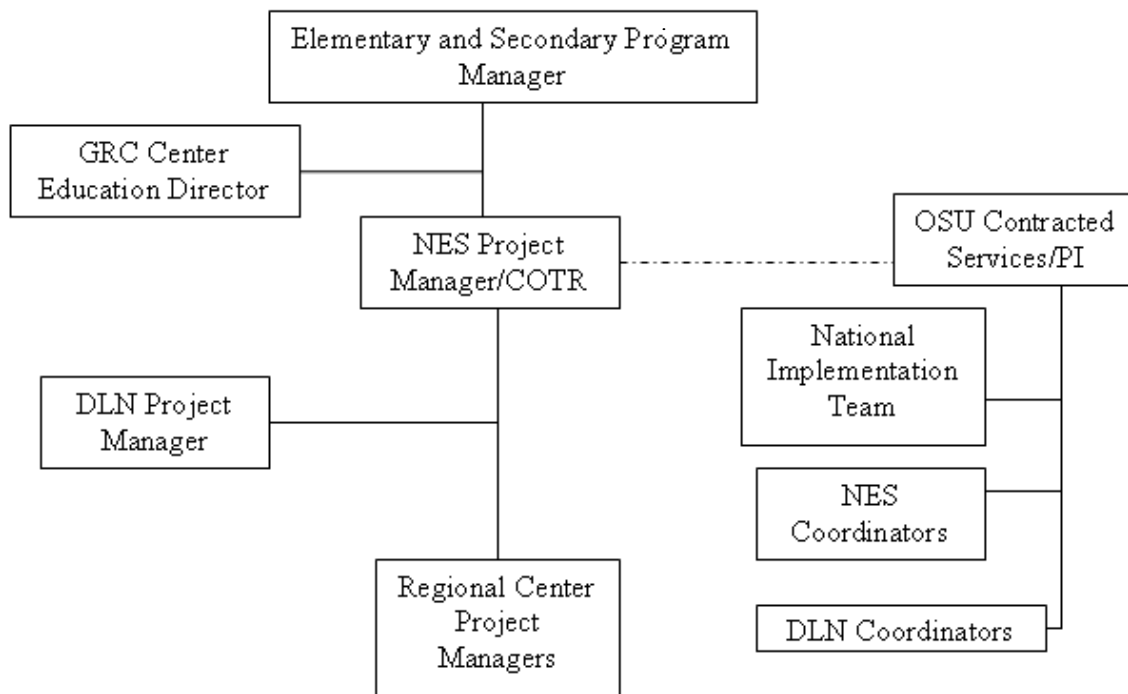 Elementary and Secondary Program
Manager
GRC Center
Education Director
NES Project
Manager/COTR
OSU Contracted
Services/PI
National
Implementation
Team
DLN Project
Manager
NES
Coordinators
Regional Center
Project
Managers
DLN Coordinators